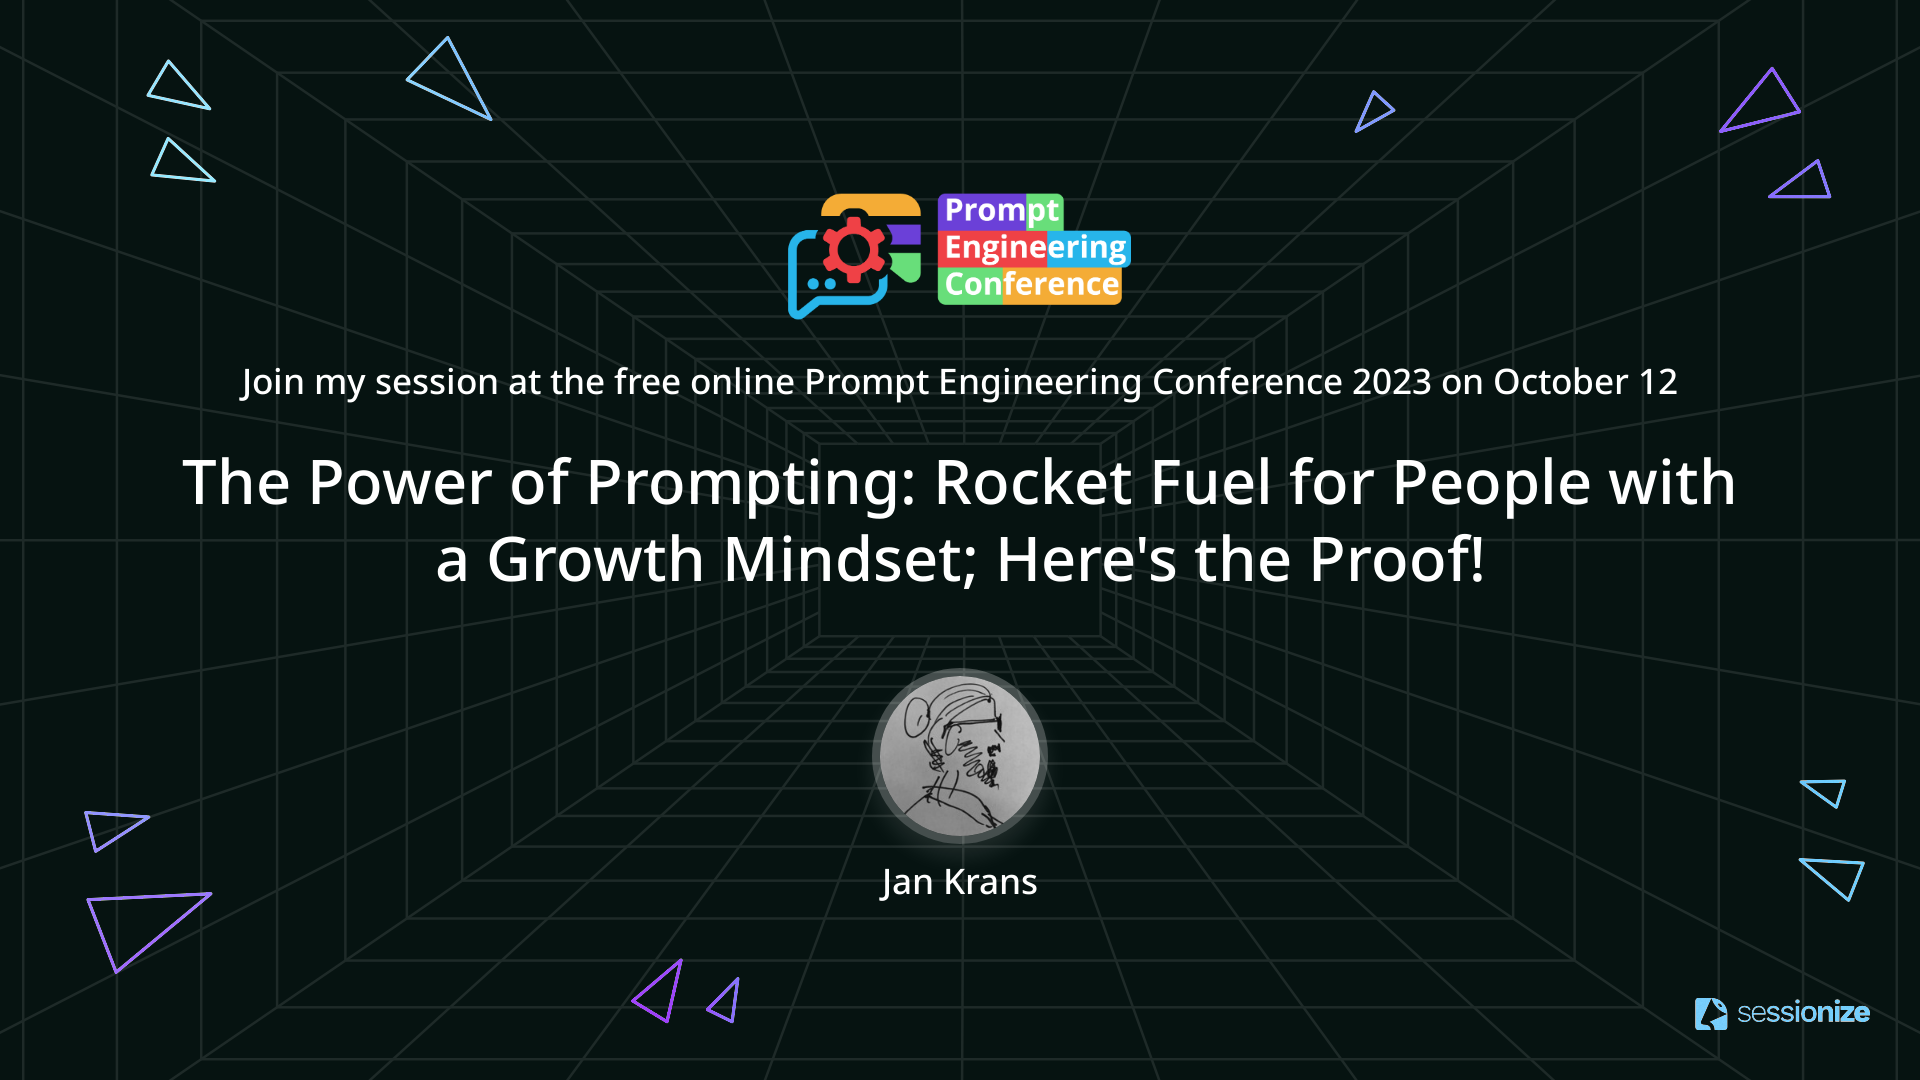 Prompt
Engineering
Conference
Join my session at the free online Prompt Engineering Conference 2023 on October 12
The Power of Prompting: Rocket Fuel for People with
a Growth Mindset; Here's the Proof!
Jan Krans
sessionize